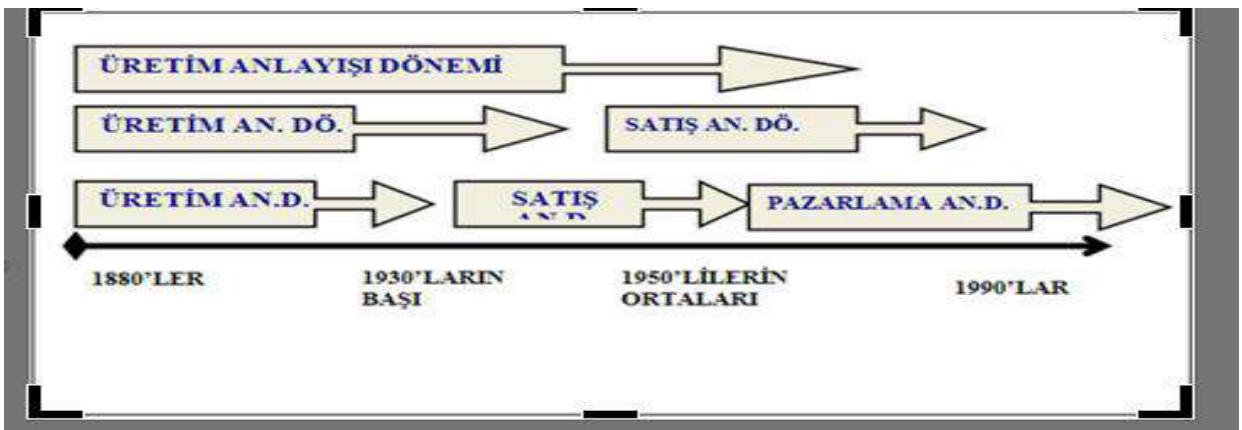 ÜRETİM ANLAYIŞI DÖNEMİ
ÜRETİM AN. DÖ.
SATIŞ AN. DÖ.
ÜRETİM AN.D.
SATIŞ
AN.D.
PAZARLAMA AN.D.
1880’LER
1930’LARIN
BAŞI
1950’LİLERİN
ORTALARI
1990’LAR